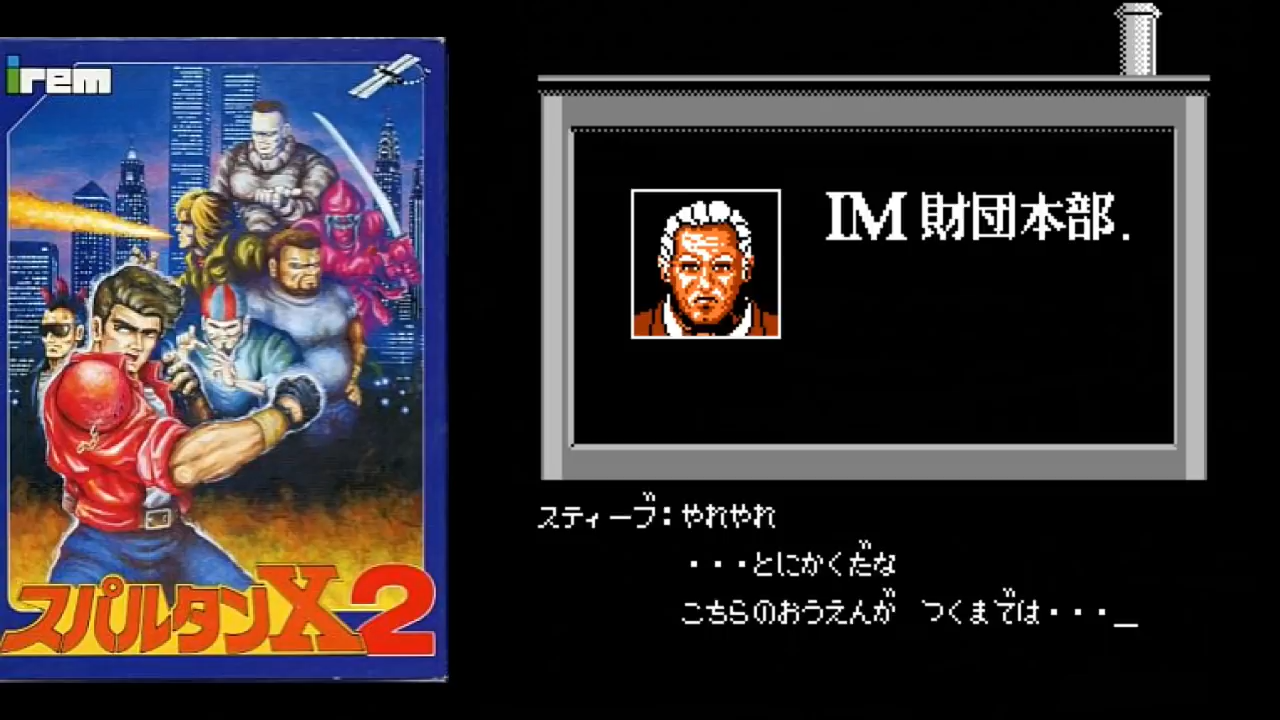 irem
スパルタンX2
IM 財団本部.
スティーブ:やれやれ
・・・とにかくだな
こちらのおうえんが つくまでは・・・_